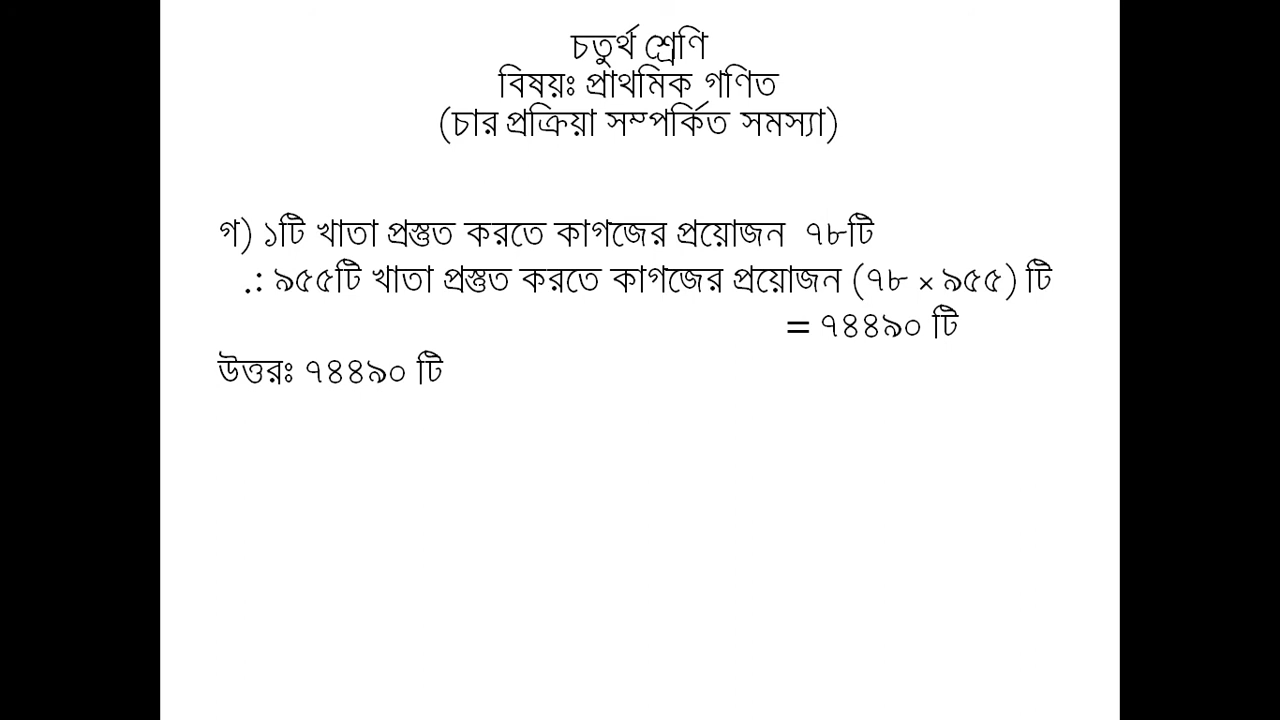 চতুর্থ শ্রেণি
বিষয়ঃ প্রাথমিক গণিত
(চার প্রক্রিয়া সম্পর্কিত সমস্যা)
গ) ১টি খাতা প্রস্তুত করতে কাগজের প্রয়োজন ৭৮টি
.: ৯৫৫টি খাতা প্রস্তুত করতে কাগজের প্রয়োজন (৭৮ × ৯৫৫) টি
= ৭৪৪৯০ টি
উত্তরঃ ৭৪৪৯০ টি